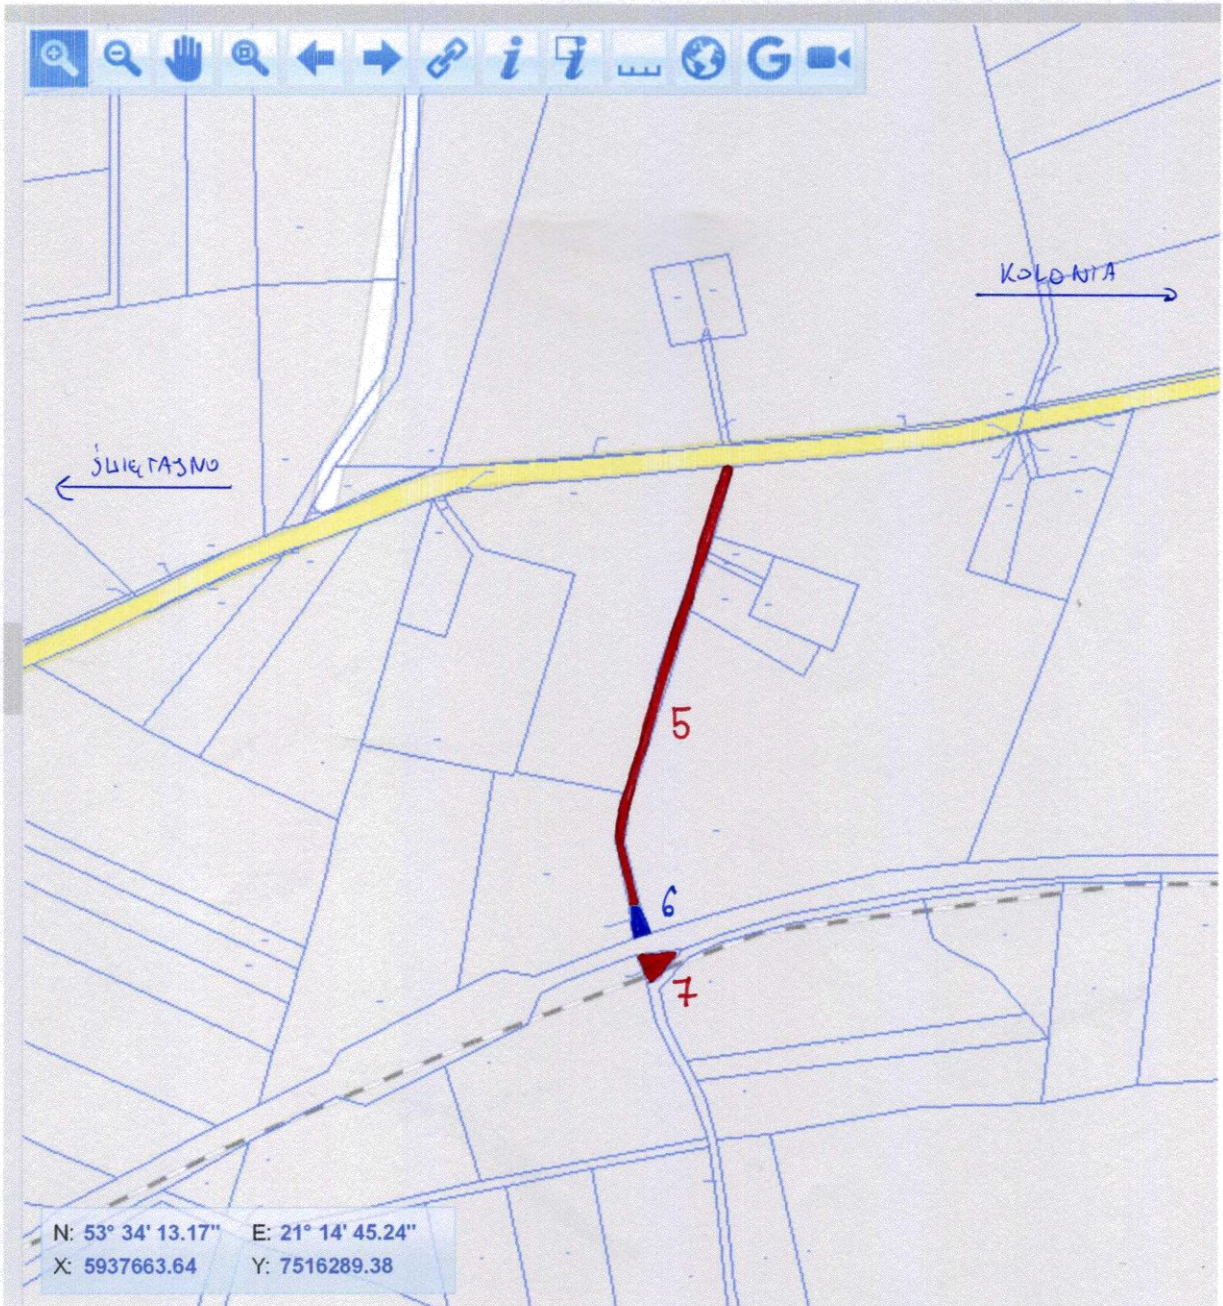 KOLONIA
ŚWIĘTAJNO
5
6
7
N: 53° 34' 13.17" E: 21° 14' 45.24"
X: 5937663.64 Y: 7516289.38